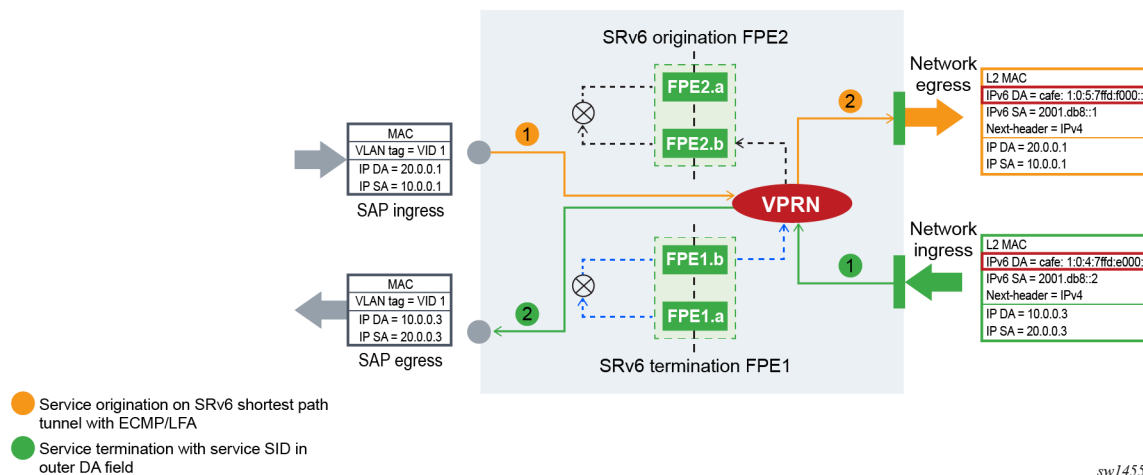 SRv6 origination FPE2
FPE2.a
FPE2.b
1
2
Network
egress
MAC
VLAN tag = VID 1
IP DA = 20.0.0.1
IP SA = 10.0.0.1
SAP ingress
L2 MAC
IPv6 DA = cafe: 1:0:5:7ffd:f000::
IPv6 SA = 2001.db8::1
Next-header = IPv4
IP DA = 20.0.0.1
IP SA = 10.0.0.1
VPRN
MAC
VLAN tag = VID 1
IP DA = 10.0.0.3
IP SA = 20.0.0.3
SAP egress
2
FPE1.b
FPE1.a
SRv6 termination FPE1
1
Network
ingress
L2 MAC
IPv6 DA = cafe: 1:0:4:7ffd:e000:
IPv6 SA = 2001.db8::2
Next-header = IPv4
IP DA = 10.0.0.3
IP SA = 20.0.0.3
Service origination on SRv6 shortest path
tunnel with ECMP/LFA
Service termination with service SID in
outer DA field
sw1455